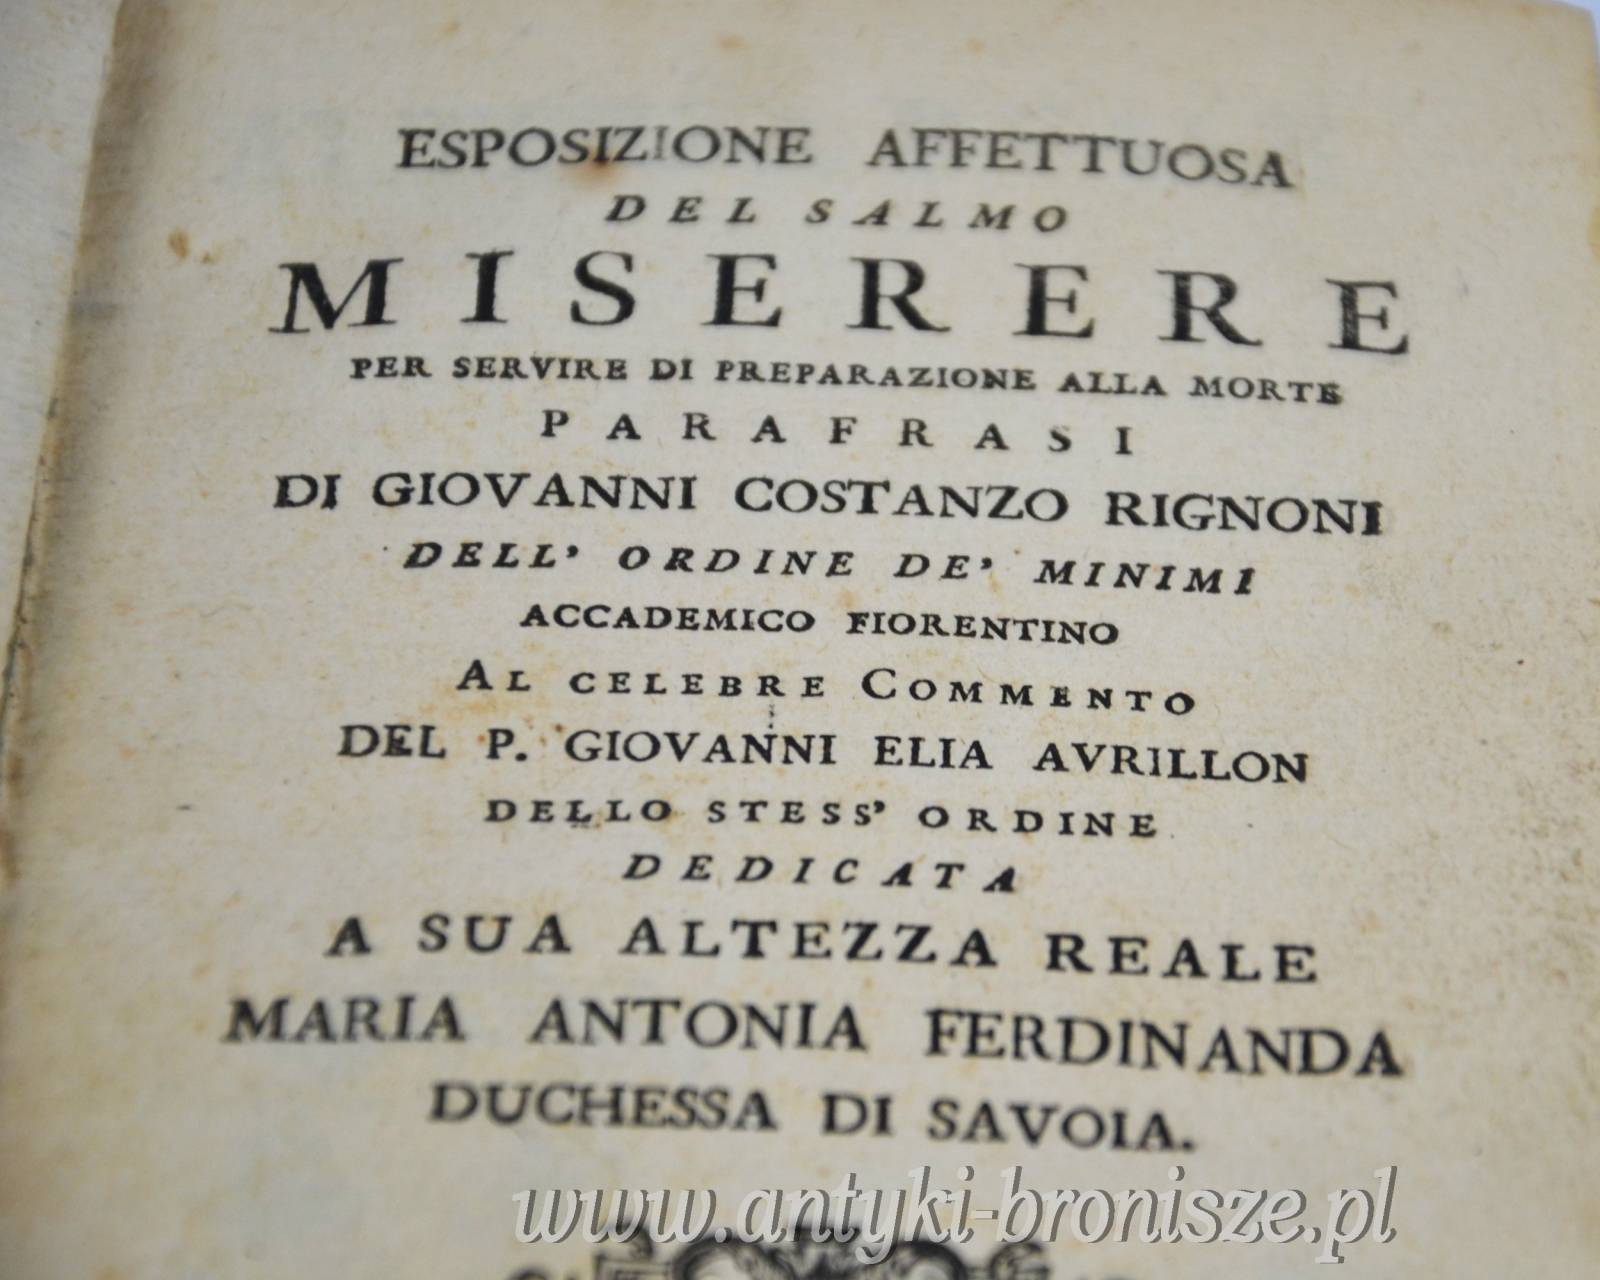 ESPOSIZIONE AFFETTUOSA
DEL SALMO
MISERERE
PER SERVIRE DI PREPARAZIONE ALLA MORTE
PARAFRASI
DI GIOVANNI COSTANZO RIGNONI
DELL' ORDINE DE' MINIMI
ACCADEMICO FIORENTINO
AL CELEBRE COMMENTO
DEL P. GIOVANNI ELIA AVRILLON
DELLO STESS' ORDINE
DEDICATA
A SUA ALTEZZA REALE
MARIA ANTONIA FERDINANDA
DUCHESSA DI SAVOIA.
www.antyki-bronisze.pl